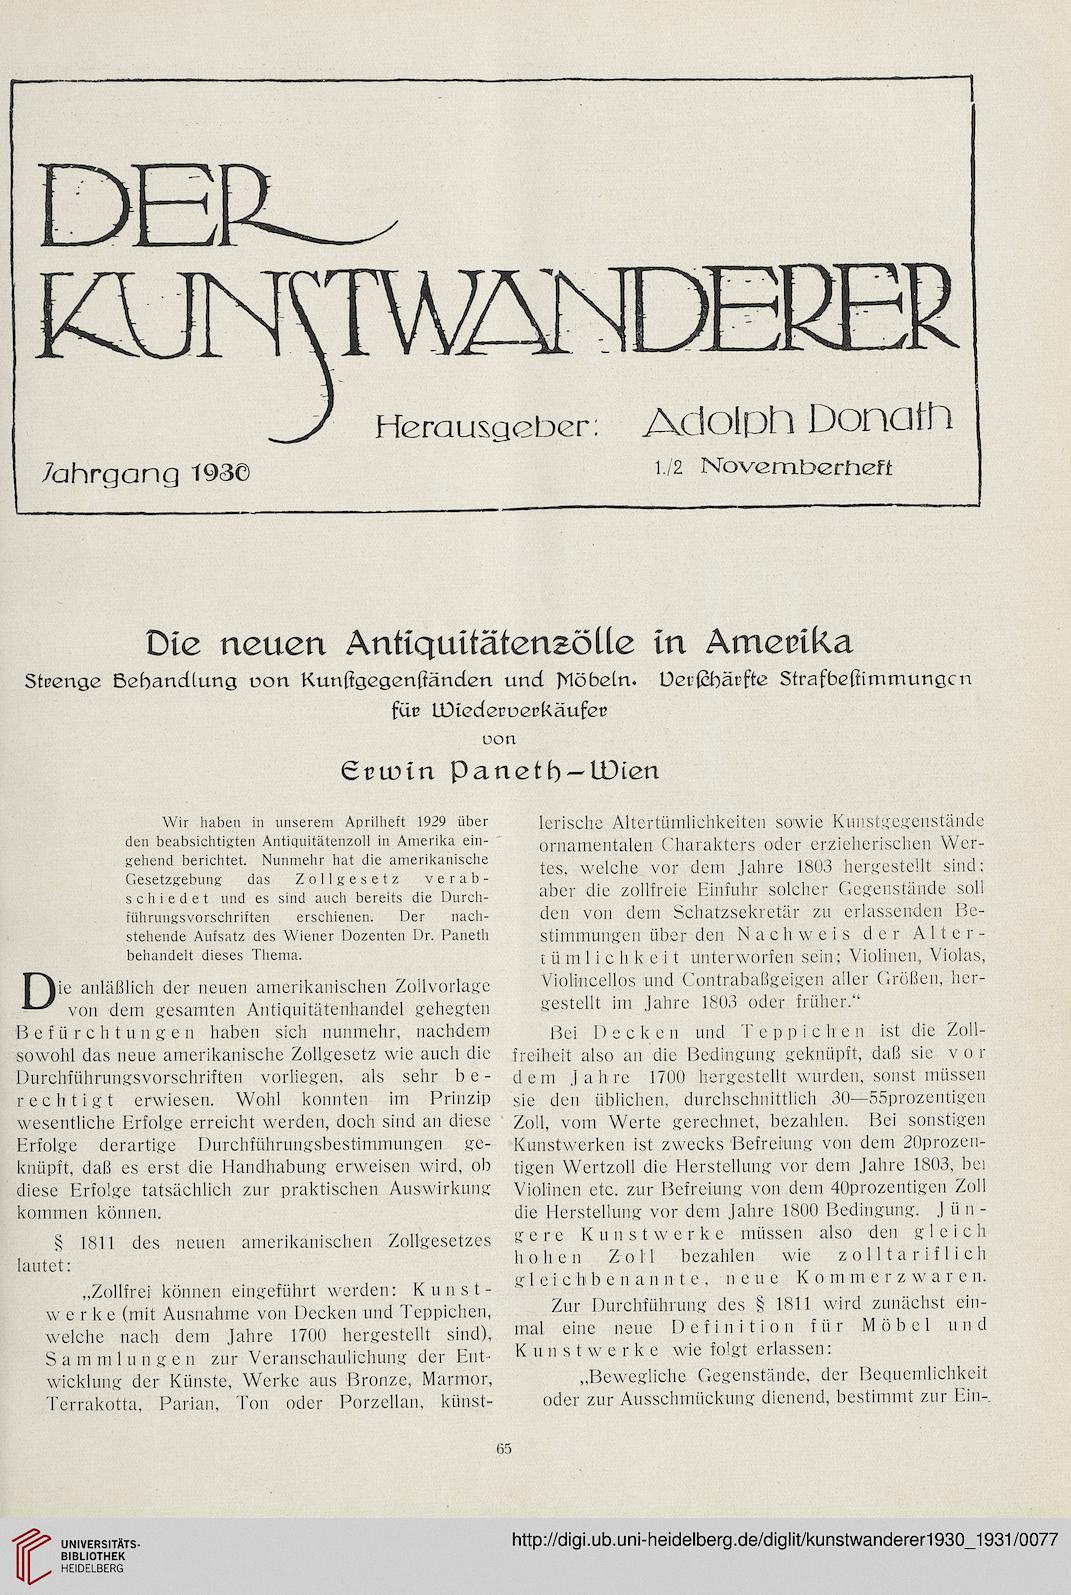 DER
KUNSTWANDERER
Herausgeber: Adolph Donath
Jahrgang 1930
1./2 Novemberheft
Die neuen Antiquitätenzölle in Amerika
Strenge Behandlung von Kunſtgegenſtänden und Möbeln. Verſchärfte Strafbeſtimmungen
für Wiederverkäufer
von
Erwin Paneth–Wien
Wir haben in unserem Aprilheft 1929 über
den beabsichtigten Antiquitätenzoll in Amerika ein-
gehend berichtet. Nunmehr hat die amerikanische
Gesetzgebung das Zollgesetz verab-
schiedet und es sind auch bereits die Durch-
führungsvorschriften erschienen. Der nach-
stehende Aufsatz des Wiener Dozenten Dr. Paneth
behandelt dieses Thema.
Die anläßlich der neuen amerikanischen Zollvorlage
von dem gesamten Antiquitätenhandel gehegten
Befürchtungen haben sich nunmehr, nachdem
sowohl das neue amerikanische Zollgesetz wie auch die
Durchführungsvorschriften vorliegen, als sehr be-
rechtigt erwiesen. Wohl konnten im Prinzip
wesentliche Erfolge erreicht werden, doch sind an diese
Erfolge derartige Durchführungsbestimmungen ge-
knüpft, daß es erst die Handhabung erweisen wird, ob
diese Erfolge tatsächlich zur praktischen Auswirkung
kommen können.
§ 1811 des neuen amerikanischen Zollgesetzes
lautet:
„Zollfrei können eingeführt werden: Kunst-
werke (mit Ausnahme von Decken und Teppichen,
welche nach dem Jahre 1700 hergestellt sind),
Sammlungen zur Veranschaulichung der Ent-
wicklung der Künste, Werke aus Bronze, Marmor,
Terrakotta, Parian, Ton oder Porzellan, künst-
lerische Altertümlichkeiten sowie Kunstgegenstände
ornamentalen Charakters oder erzieherischen Wer-
tes, welche vor dem Jahre 1803 hergestellt sind;
aber die zollfreie Einfuhr solcher Gegenstände soll
den von dem Schatzsekretär zu erlassenden Be-
stimmungen über den Nachweis der Alter-
tümlichkeit unterworfen sein; Violinen, Violas,
Violincellos und Contrabaßgeigen aller Größen, her-
gestellt im Jahre 1803 oder früher.“
Bei Decken und Teppichen ist die Zoll-
freiheit also an die Bedingung geknüpft, daß sie vor
dem Jahre 1700 hergestellt wurden, sonst müssen
sie den üblichen, durchschnittlich 30—55prozentigen
Zoll, vom Werte gerechnet, bezahlen. Bei sonstigen
Kunstwerken ist zwecks Befreiung von dem 20prozen-
tigen Wertzoll die Herstellung vor dem Jahre 1803, bei
Violinen etc. zur Befreiung von dem 40prozentigen Zoll
die Herstellung vor dem Jahre 1800 Bedingung. Jün-
gere Kunstwerke müssen also den gleich
hohen Zoll bezahlen wie zolltariflich
gleichbenannte, neue Kommerzwaren.
Zur Durchführung des § 1811 wird zunächst ein-
mal eine neue Definition für Möbel und
Kunstwerke wie folgt erlassen:
„Bewegliche Gegenstände, der Bequemlichkeit
oder zur Ausschmückung dienend, bestimmt zur Ein-
65
UNIVERSITÄTS-
BIBLIOTHEK
HEIDELBERG
http://digi.ub.uni-heidelberg.de/diglit/kunstwanderer1930_1931/0077